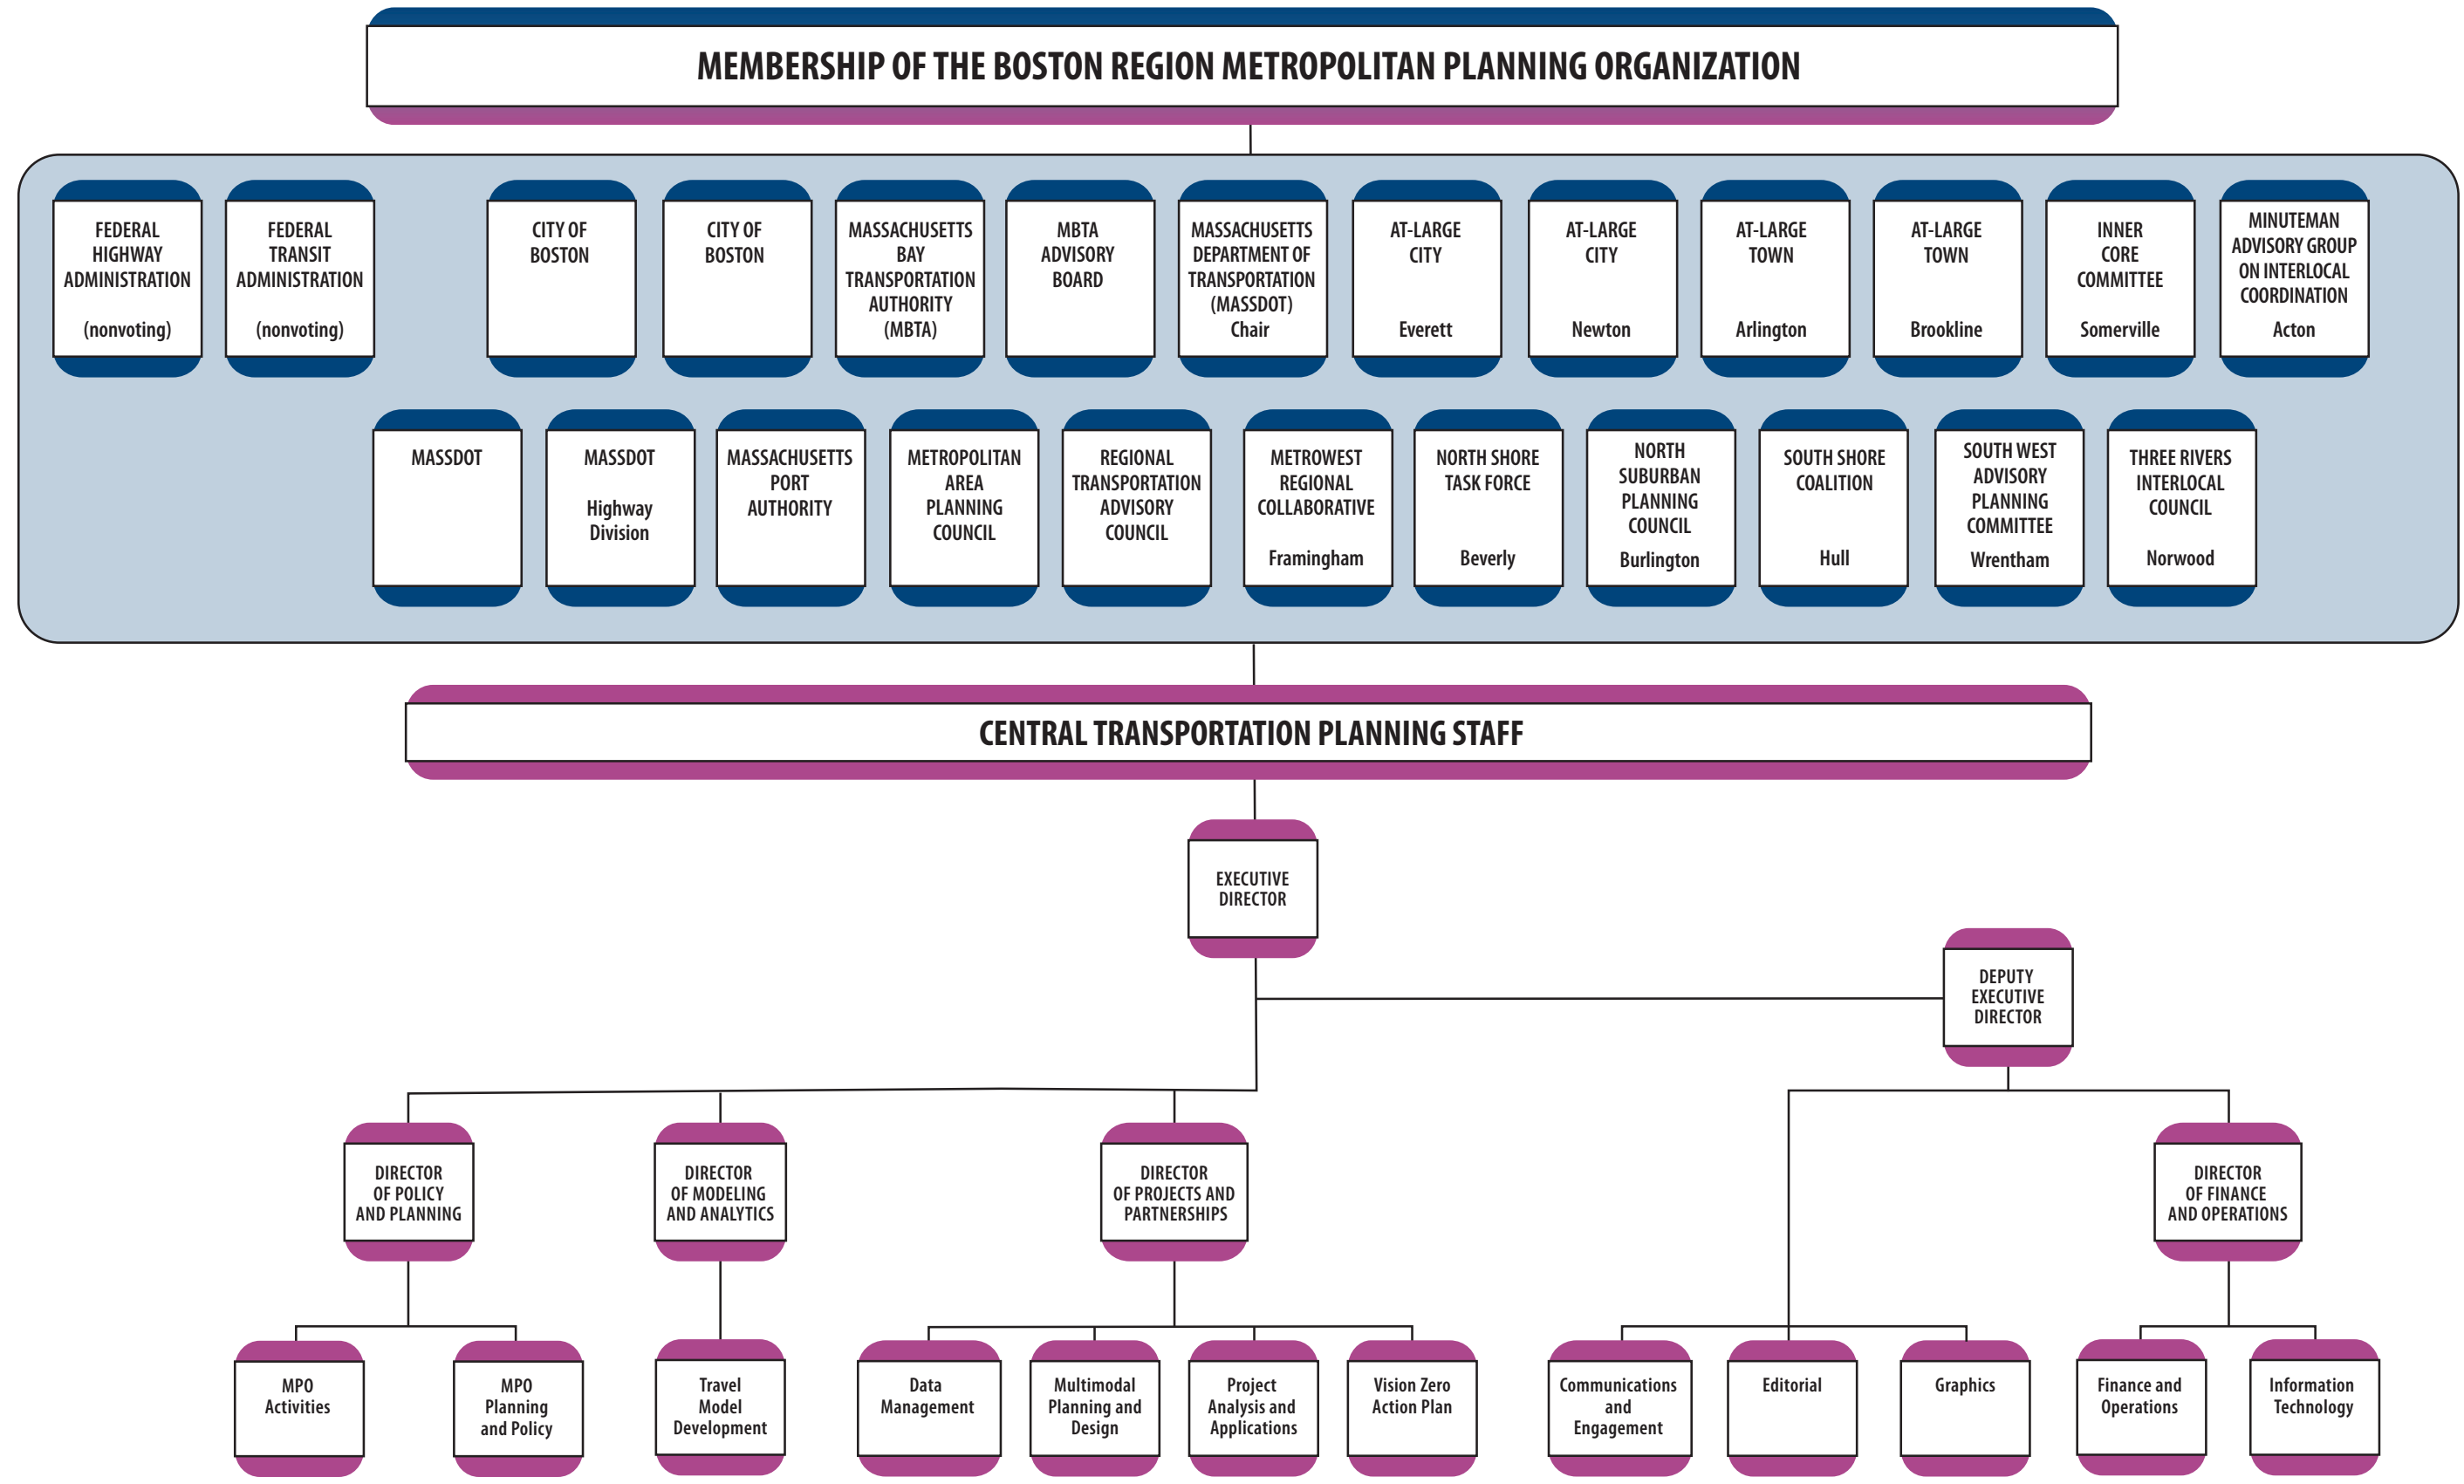 MEMBERSHIP OF THE BOSTON REGION METROPOLITAN PLANNING ORGANIZATION
FEDERAL
HIGHWAY
ADMINISTRATION
(nonvoting)
FEDERAL
TRANSIT
ADMINISTRATION
(nonvoting)
CITY OF
BOSTON
CITY OF
BOSTON
MASSACHUSETTS
BAY
TRANSPORTATION
AUTHORITY
(MBTA)
MBTA
ADVISORY
BOARD
MASSACHUSETTS
DEPARTMENT OF
TRANSPORTATION
(MASSDOT)
Chair
AT-LARGE
CITY
Everett
AT-LARGE
CITY
Newton
AT-LARGE
TOWN
Arlington
AT-LARGE
TOWN
Brookline
INNER
CORE
COMMITTEE
Somerville
MINUTEMAN
ADVISORY GROUP
ON INTERLOCAL
COORDINATION
Acton
MASSDOT
MASSDOT
Highway
Division
MASSACHUSETTS
PORT
AUTHORITY
METROPOLITAN
AREA
PLANNING
COUNCIL
REGIONAL
TRANSPORTATION
ADVISORY
COUNCIL
METROWEST
REGIONAL
COLLABORATIVE
Framingham
NORTH SHORE
TASK FORCE
Beverly
NORTH
SUBURBAN
PLANNING
COUNCIL
Burlington
SOUTH SHORE
COALITION
Hull
SOUTH WEST
ADVISORY
PLANNING
COMMITTEE
Wrentham
THREE RIVERS
INTERLOCAL
COUNCIL
Norwood
CENTRAL TRANSPORTATION PLANNING STAFF
EXECUTIVE
DIRECTOR
DEPUTY
EXECUTIVE
DIRECTOR
DIRECTOR
OF POLICY
AND PLANNING
DIRECTOR
OF MODELING
AND ANALYTICS
DIRECTOR
OF PROJECTS AND
PARTNERSHIPS
DIRECTOR
OF FINANCE
AND OPERATIONS
MPO
Activities
MPO
Planning
and Policy
Travel
Model
Development
Data
Management
Multimodal
Planning and
Design
Project
Analysis and
Applications
Vision Zero
Action Plan
Communications
and
Engagement
Editorial
Graphics
Finance and
Operations
Information
Technology